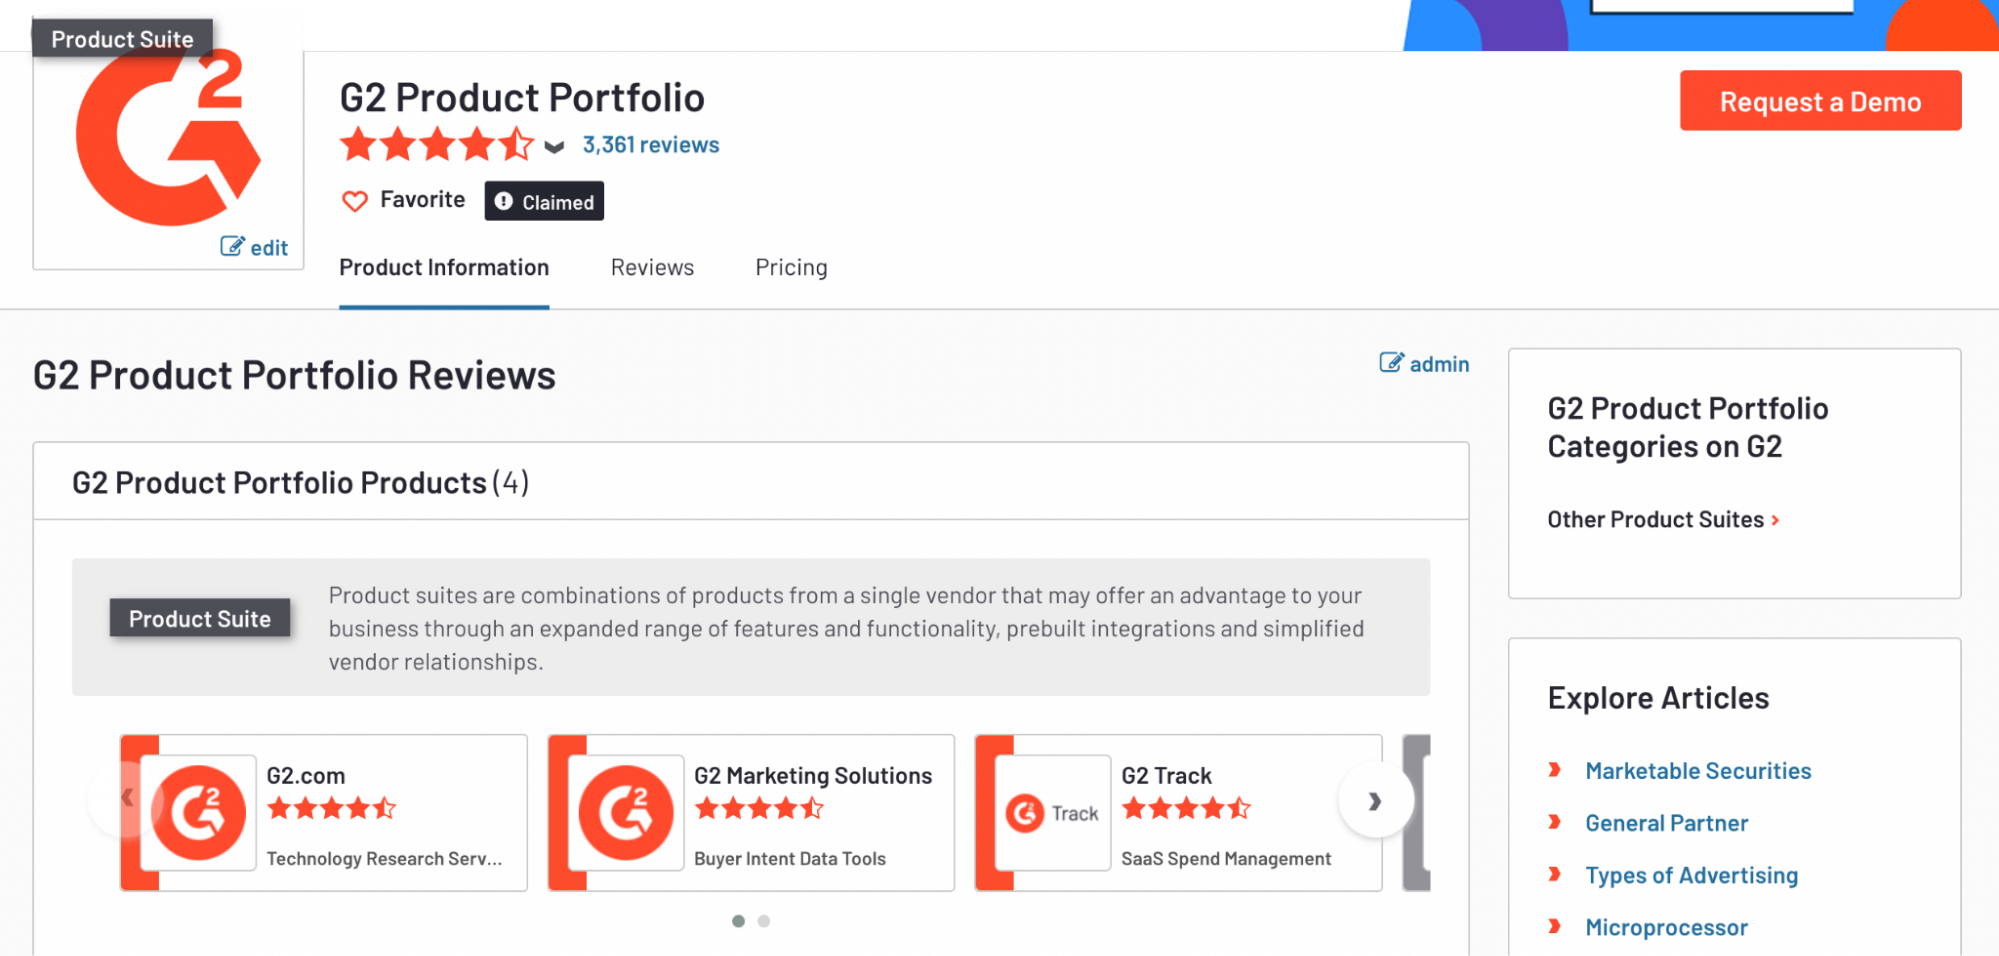 Product Suite
G2
edit
G2 Product Portfolio
3,361 reviews
Favorite
Claimed
Request a Demo
Product Information
Reviews
Pricing
G2 Product Portfolio Reviews
admin
G2 Product Portfolio Products (4)
Product Suite
Product suites are combinations of products from a single vendor that may offer an advantage to your
business through an expanded range of features and functionality, prebuilt integrations and simplified
vendor relationships.
G2
G2.com
Technology Research Serv...
G2
G2 Marketing Solutions
Buyer Intent Data Tools
G2 Track
G2 Track
SaaS Spend Management
G2 Product Portfolio
Categories on G2
Other Product Suites
Explore Articles
Marketable Securities
General Partner
Types of Advertising
Microprocessor